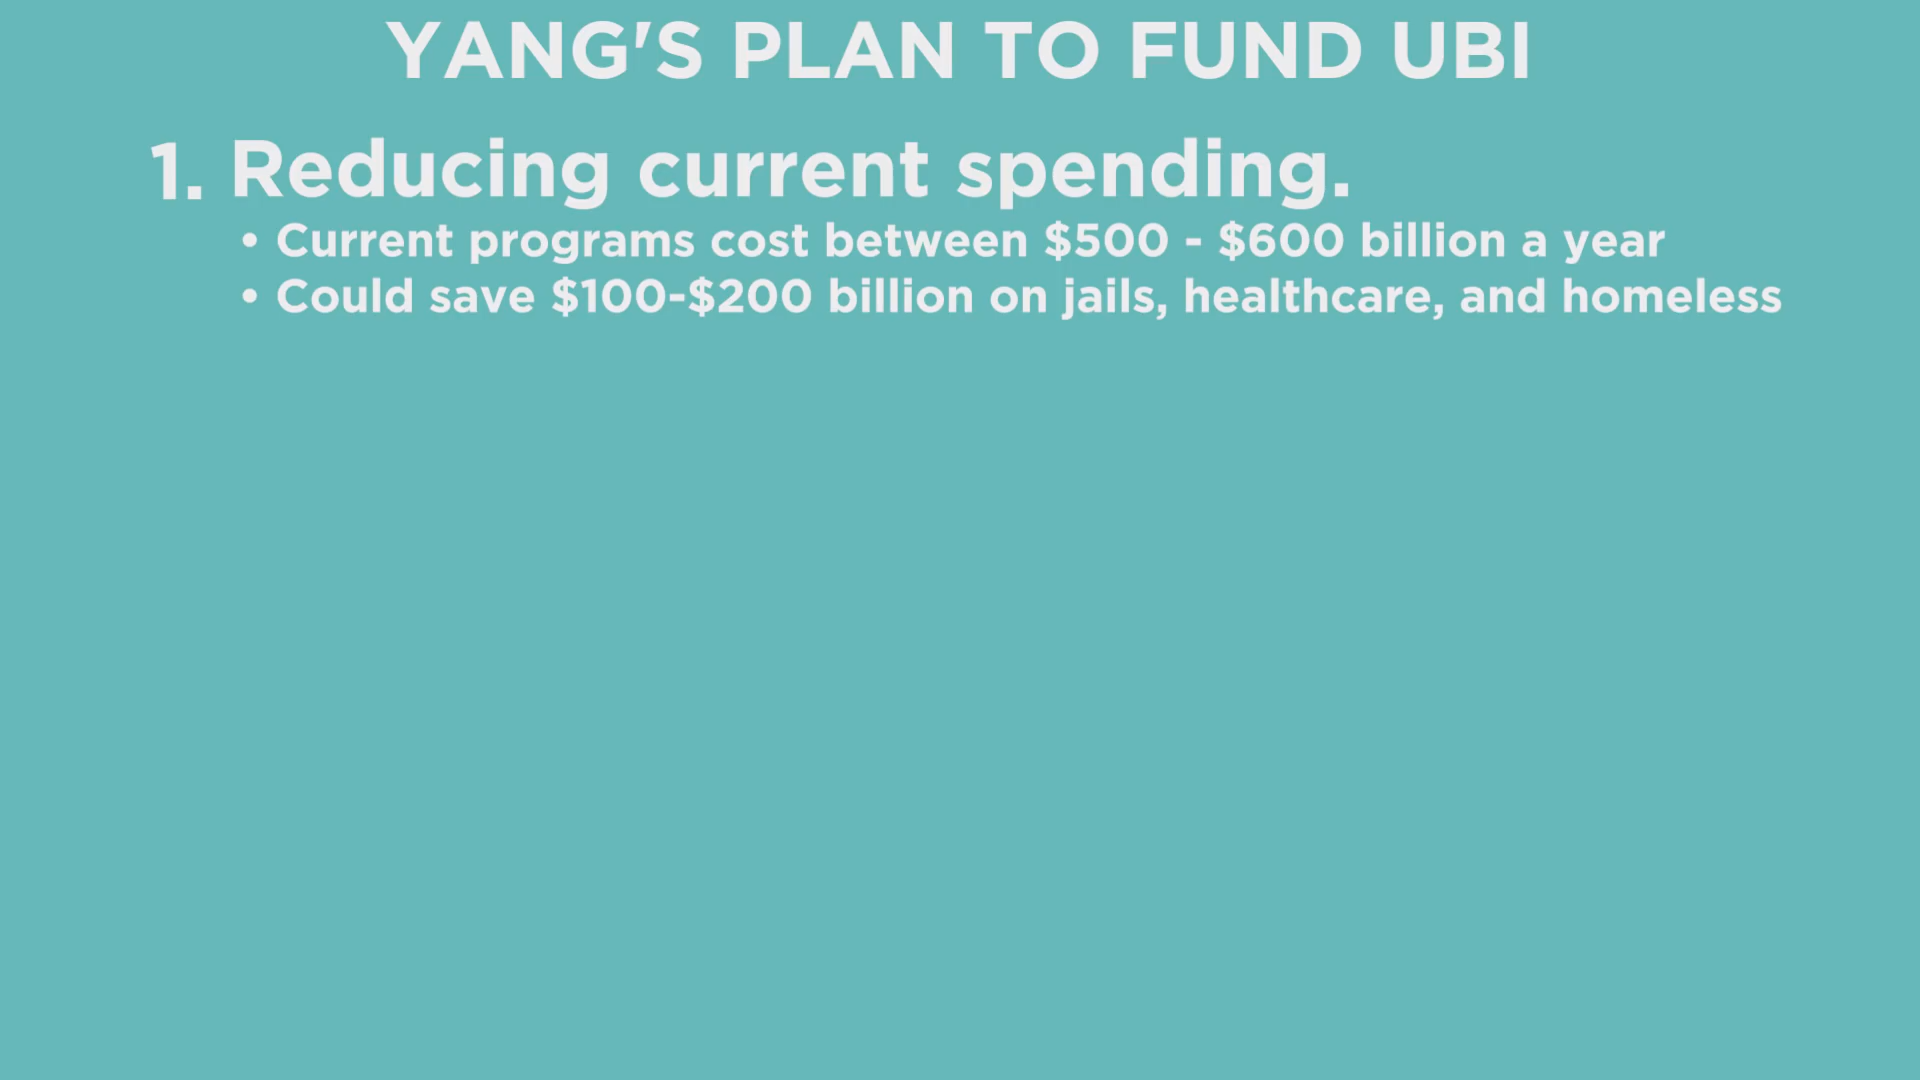 YANG'S PLAN TO FUND UBI
1. Reducing current spending.
• Current programs cost between $500 - $600 billion a year
• Could save $100-$200 billion on jails, healthcare, and homeless